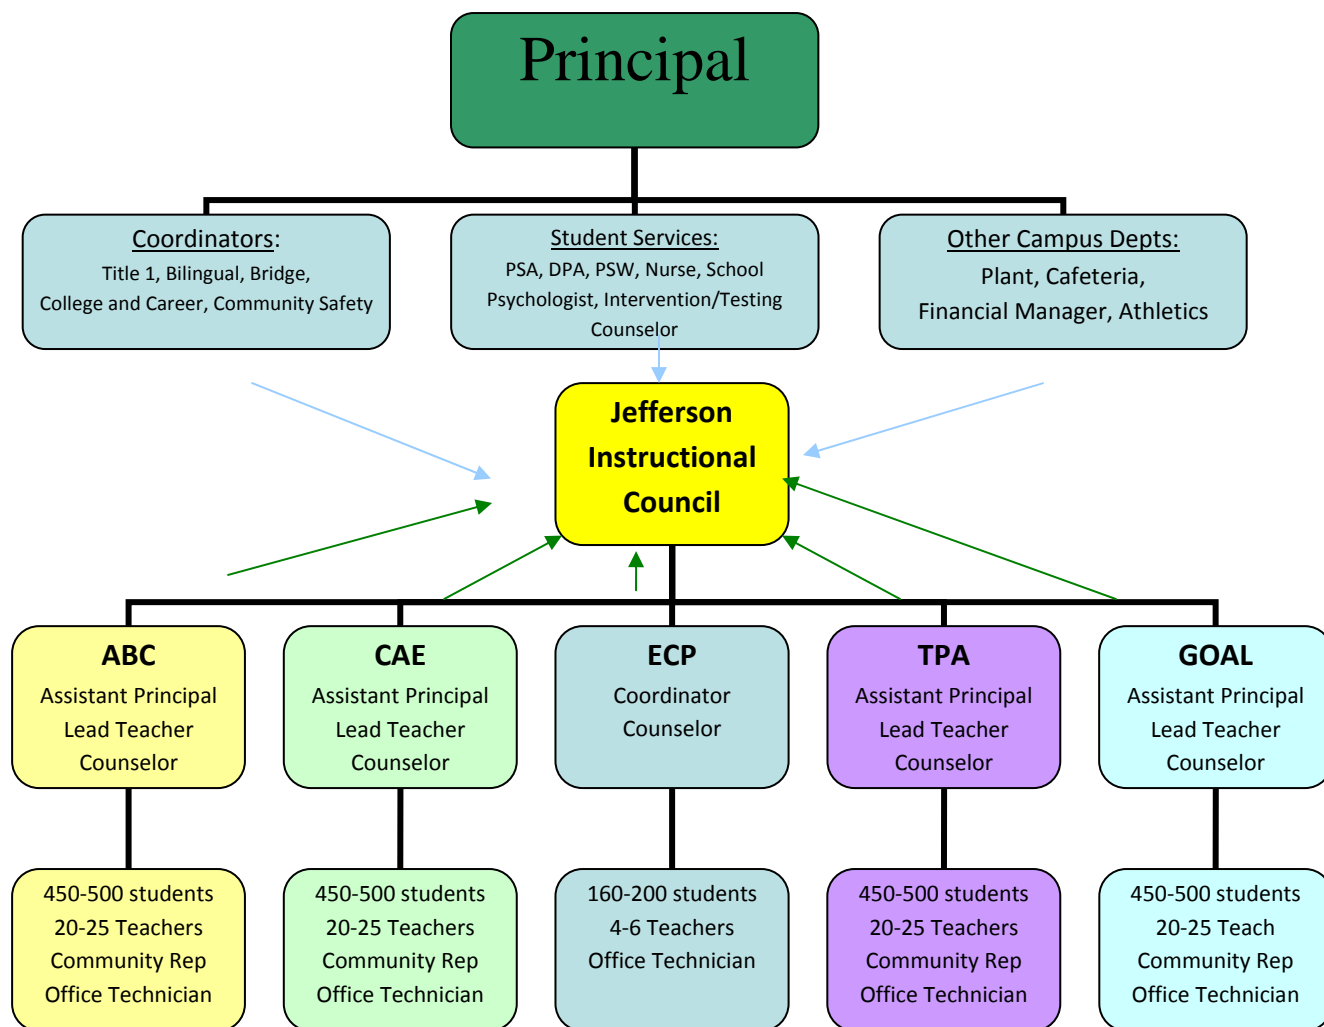 Principal
Coordinators:
Title 1, Bilingual, Bridge,
College and Career, Community Safety
Student Services:
PSA, DPA, PSW, Nurse, School
Psychologist, Intervention/Testing
Counselor
Other Campus Depts:
Plant, Cafeteria,
Financial Manager, Athletics
Jefferson
Instructional
Council
ABC
Assistant Principal
Lead Teacher
Counselor
CAE
Assistant Principal
Lead Teacher
Counselor
ECP
Coordinator
Counselor
TPA
Assistant Principal
Lead Teacher
Counselor
GOAL
Assistant Principal
Lead Teacher
Counselor
450-500 students
20-25 Teachers
Community Rep
Office Technician
450-500 students
20-25 Teachers
Community Rep
Office Technician
160-200 students
4-6 Teachers
Office Technician
450-500 students
20-25 Teachers
Community Rep
Office Technician
450-500 students
20-25 Teach
Community Rep
Office Technician